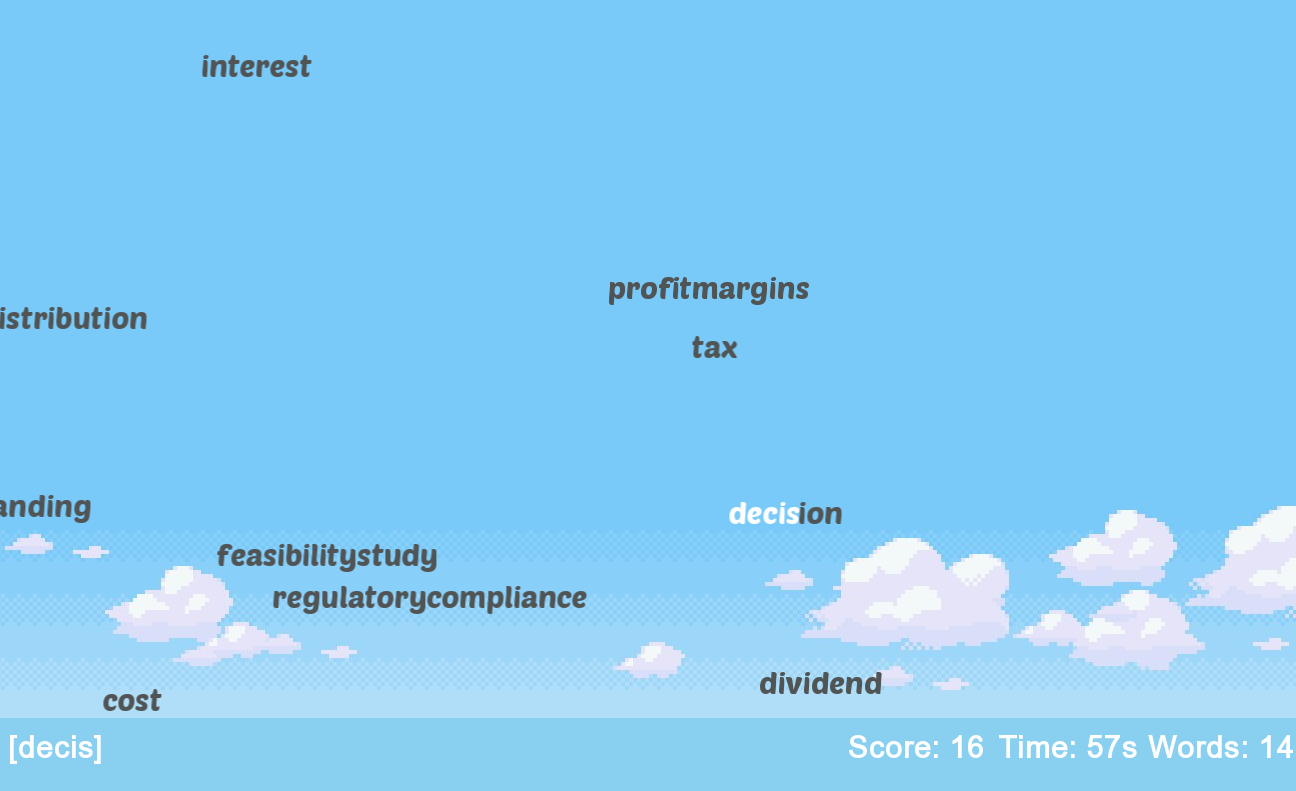 interest
profitmargins
istribution
tax
anding
decision
feasibilitystudy
regulatorycompliance
dividend
cost
[decis] Score: 16 Time: 57s Words: 14